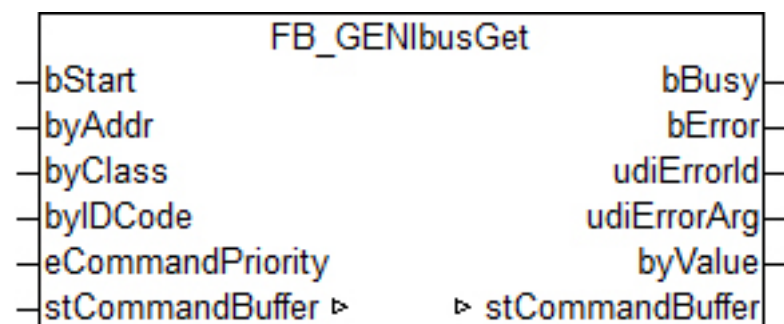 FB_GENIbusGet
bStart bBusy
byAddr bError
byClass udiErrorId
byIDCode udiErrorArg
eCommandPriority byValue
stCommandBuffer ▷ ▷ stCommandBuffer